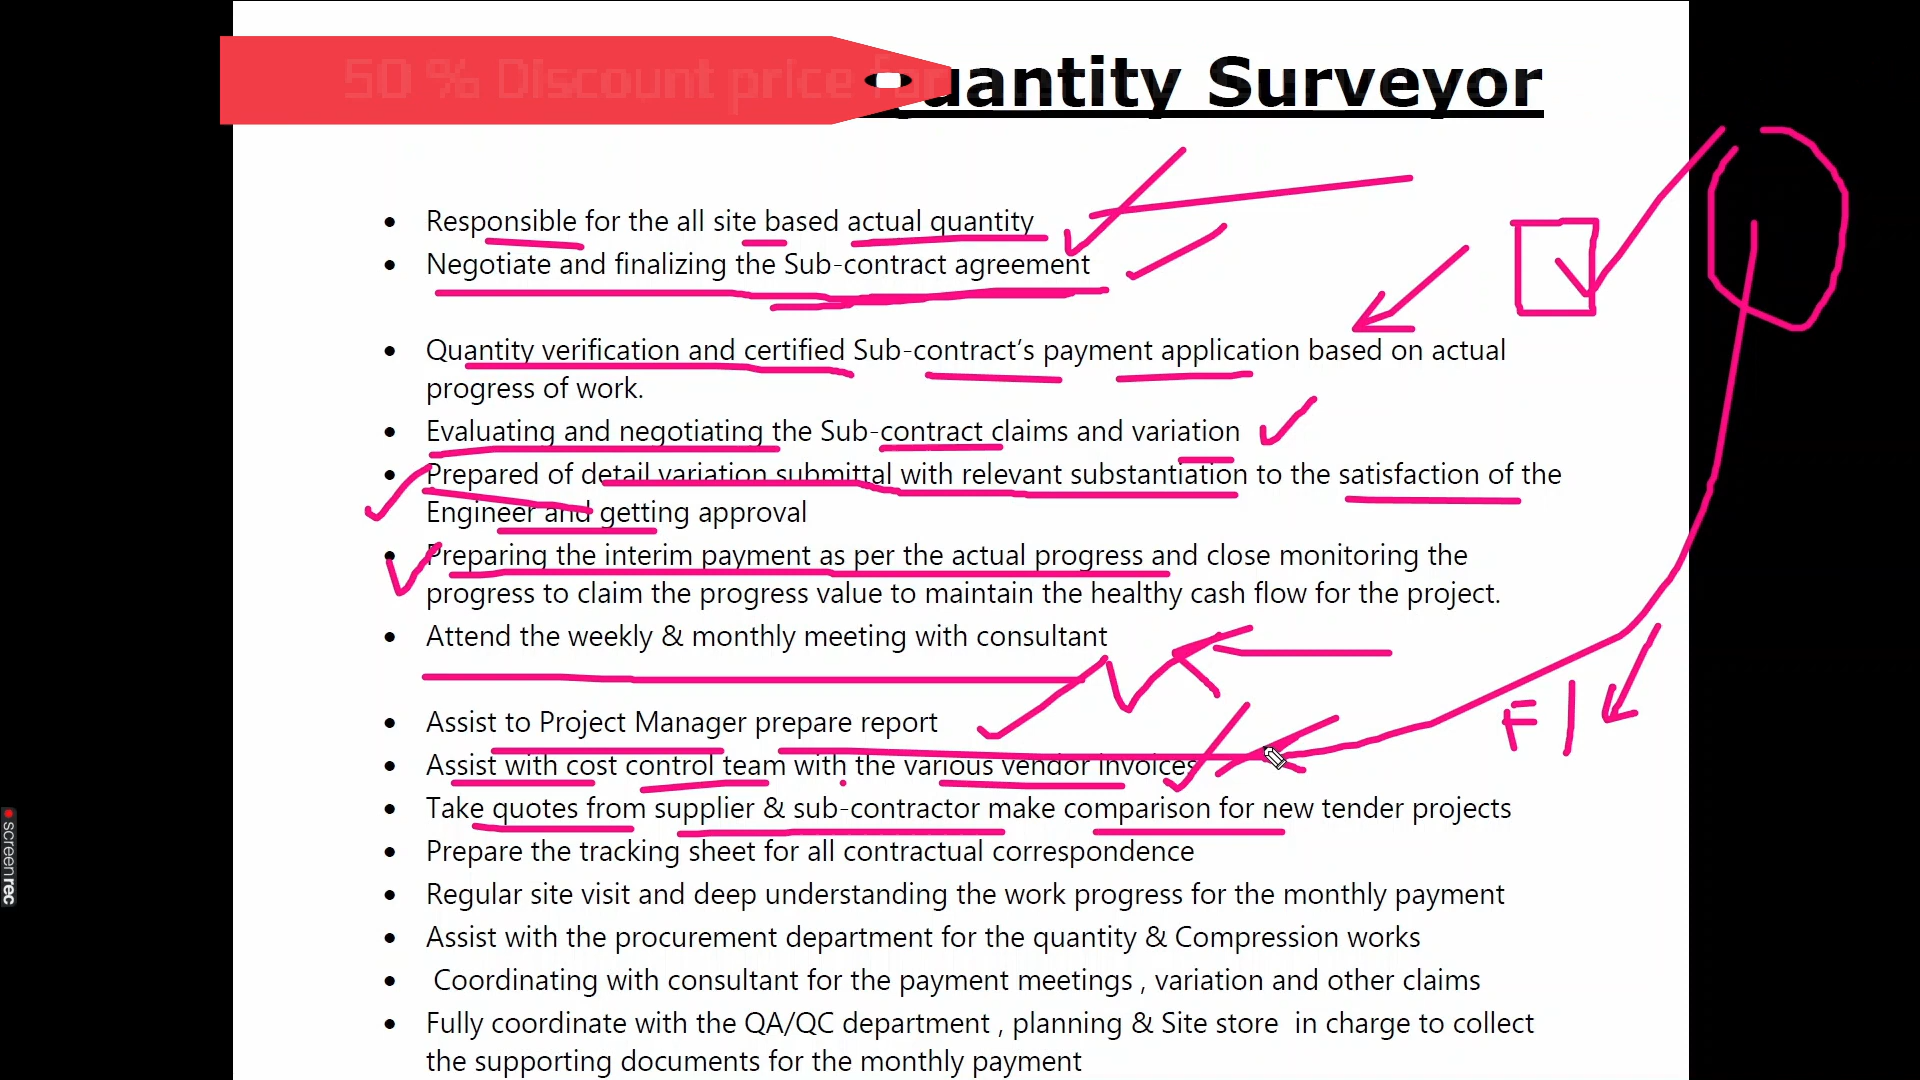 50 % Discount price for
Quantity Surveyor
• Responsible for the all site based actual quantity
• Negotiate and finalizing the Sub-contract agreement
• Quantity verification and certified Sub-contract’s payment application based on actual
progress of work.
• Evaluating and negotiating the Sub-contract claims and variation
• Prepared of detail variation submittal with relevant substantiation to the satisfaction of the
Engineer and getting approval
• Preparing the interim payment as per the actual progress and close monitoring the
progress to claim the progress value to maintain the healthy cash flow for the project.
• Attend the weekly & monthly meeting with consultant
• Assist to Project Manager prepare report
• Assist with cost control team with the various vendor invoices
• Take quotes from supplier & sub-contractor make comparison for new tender projects
• Prepare the tracking sheet for all contractual correspondence
• Regular site visit and deep understanding the work progress for the monthly payment
• Assist with the procurement department for the quantity & Compression works
• Coordinating with consultant for the payment meetings , variation and other claims
• Fully coordinate with the QA/QC department , planning & Site store in charge to collect
the supporting documents for the monthly payment
screenrec